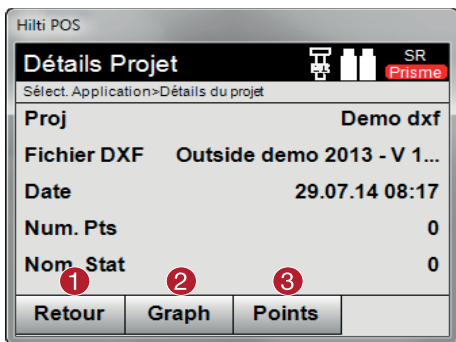 Hilti POS
Détails Projet SR
Prisme
Sélect. Application>Détails du projet
Proj Demo dxf
Fichier DXF Outside demo 2013 - V 1...
Date 29.07.14 08:17
Num. Pts 0
Nom. Stat 0
1 2 3
Retour Graph Points